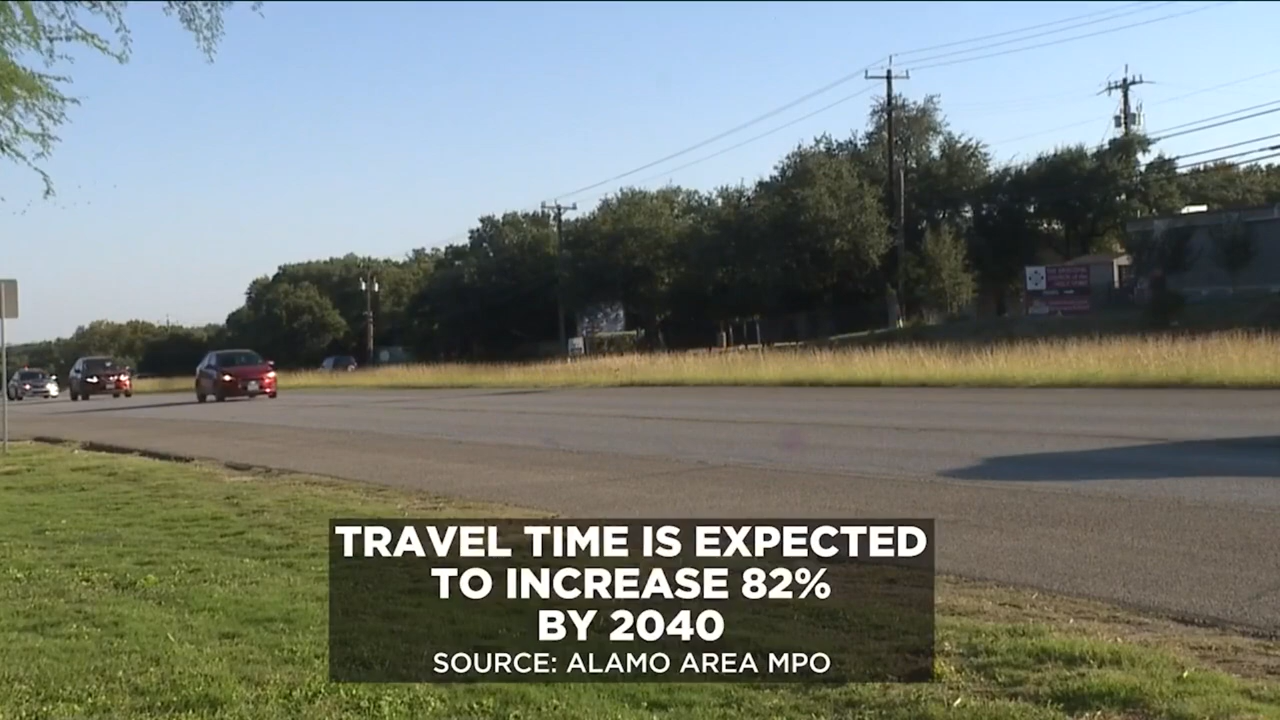 TRAVEL TIME IS EXPECTED
TO INCREASE 82%
BY 2040
SOURCE: ALAMO AREA MPO